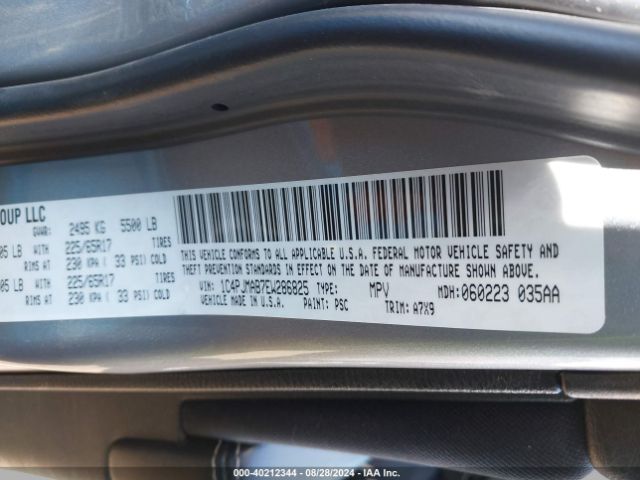 OUP LLC
GVWR: 2495 KG 5500 LB
05 LB WITH 225/65R17 TIRES
RIMS AT 230 KPA ( 33 PSI) COLD
05 LB WITH 225/65R17 TIRES
RIMS AT 230 KPA ( 33 PSI) COLD
THIS VEHICLE CONFORMS TO ALL APPLICABLE U.S.A. FEDERAL MOTOR VEHICLE SAFETY AND
THEFT PREVENTION STANDARDS IN EFFECT ON THE DATE OF MANUFACTURE SHOWN ABOVE.
VIN: 1C4PJMAB7EW286825 TYPE: MPV MDH: 060223 035AA
VEHICLE MADE IN U.S.A. PAINT: PSC TRIM: A7X9
000-40212344 - 08/28/2024 - IAA Inc.